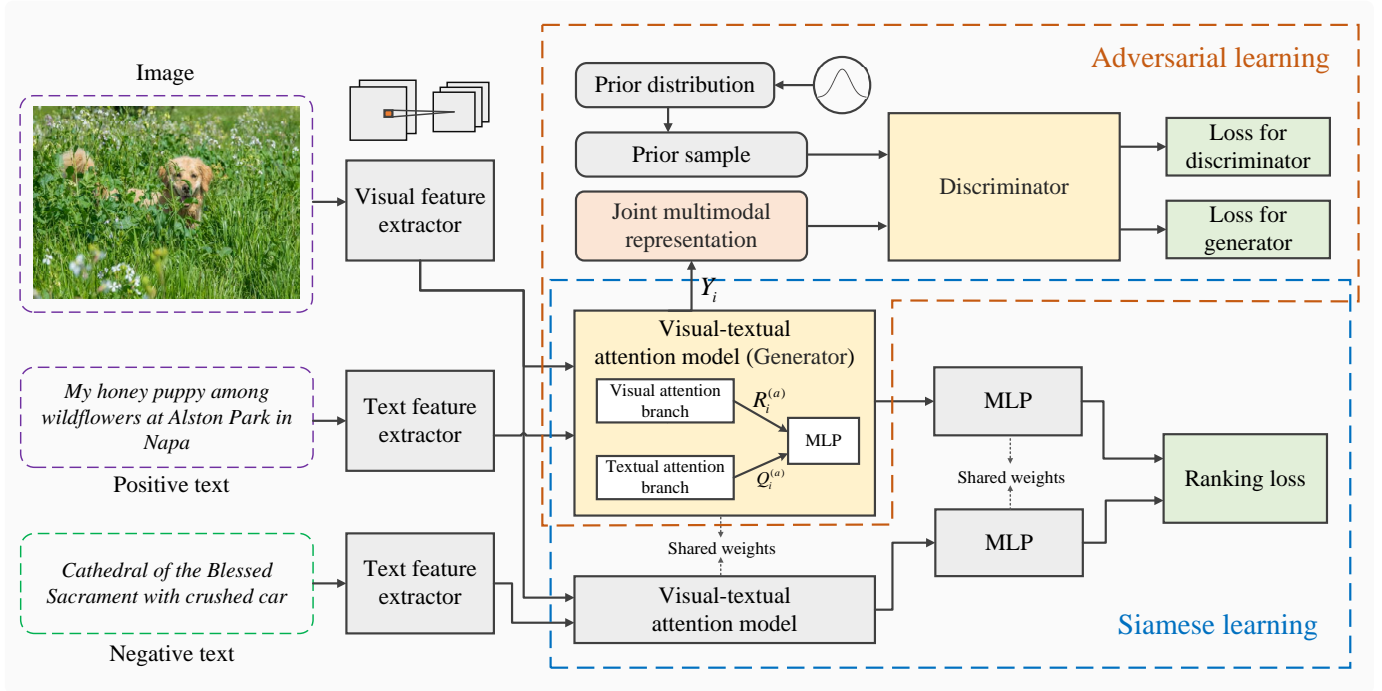 Image
Visual feature
extractor
My honey puppy among
wildflowers at Alston Park in
Napa
Positive text
Text feature
extractor
Cathedral of the Blessed
Sacrament with crushed car
Negative text
Text feature
extractor
Adversarial learning
Prior distribution
Prior sample
Joint multimodal
representation
Discriminator
Loss for
discriminator
Loss for
generator
Y_i
Visual-textual
attention model (Generator)
Visual attention
branch
R_i^{(a)}
MLP
Textual attention
branch
Q_i^{(a)}
Shared weights
Visual-textual
attention model
MLP
Shared weights
MLP
Ranking loss
Siamese learning